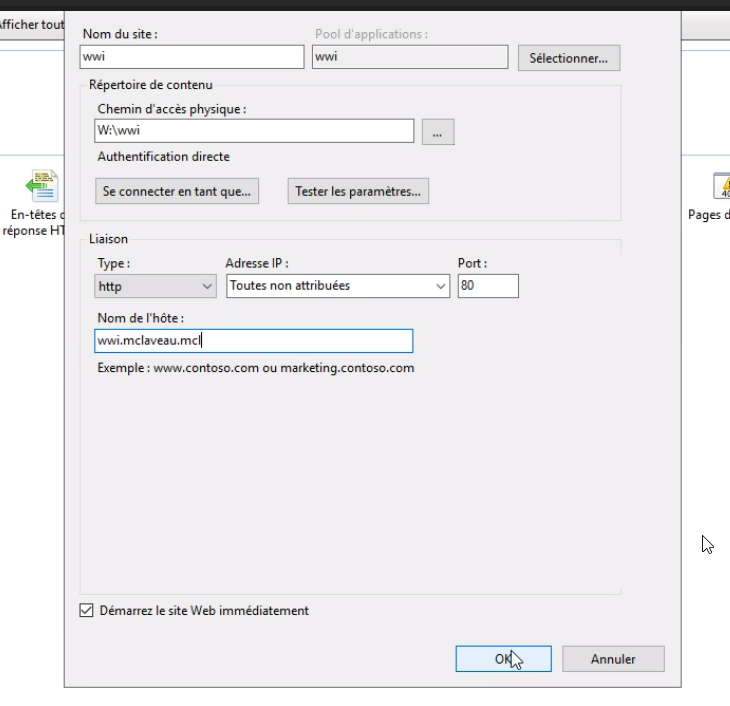 Afficher tout
Nom du site :
Pool d'applications :
wwi
wwi
Sélectionner...
Répertoire de contenu
Chemin d'accès physique :
W:\wwi
...
Authentification directe
Se connecter en tant que...
Tester les paramètres...
En-têtes d
réponse HT
Pages d
Liaison
Type :
Adresse IP :
Port :
http
Toutes non attribuées
80
Nom de l'hôte :
wwi.mclaveau.mcl
Exemple : www.contoso.com ou marketing.contoso.com
Démarrez le site Web immédiatement
OK
Annuler